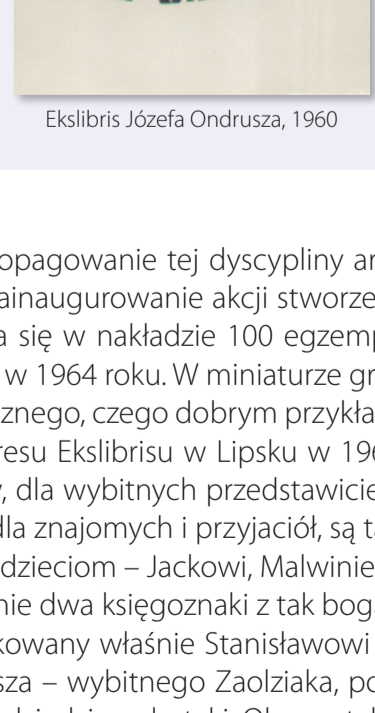 Ekslibris Józefa Ondrusza, 1960
opagowanie tej dyscypliny ar
ainaugurowanie akcji stworze
a się w nakładzie 100 egzemp
w 1964 roku. W miniaturze gr
znego, czego dobrym przykła
resu Ekslibrisu w Lipsku w 196
, dla wybitnych przedstawicie
dla znajomych i przyjaciół, są t
dzieciom – Jackowi, Malwinie
nie dwa księgoznaki z tak bog
kowany właśnie Stanisławowi
sza – wybitnego Zaolziaka, po